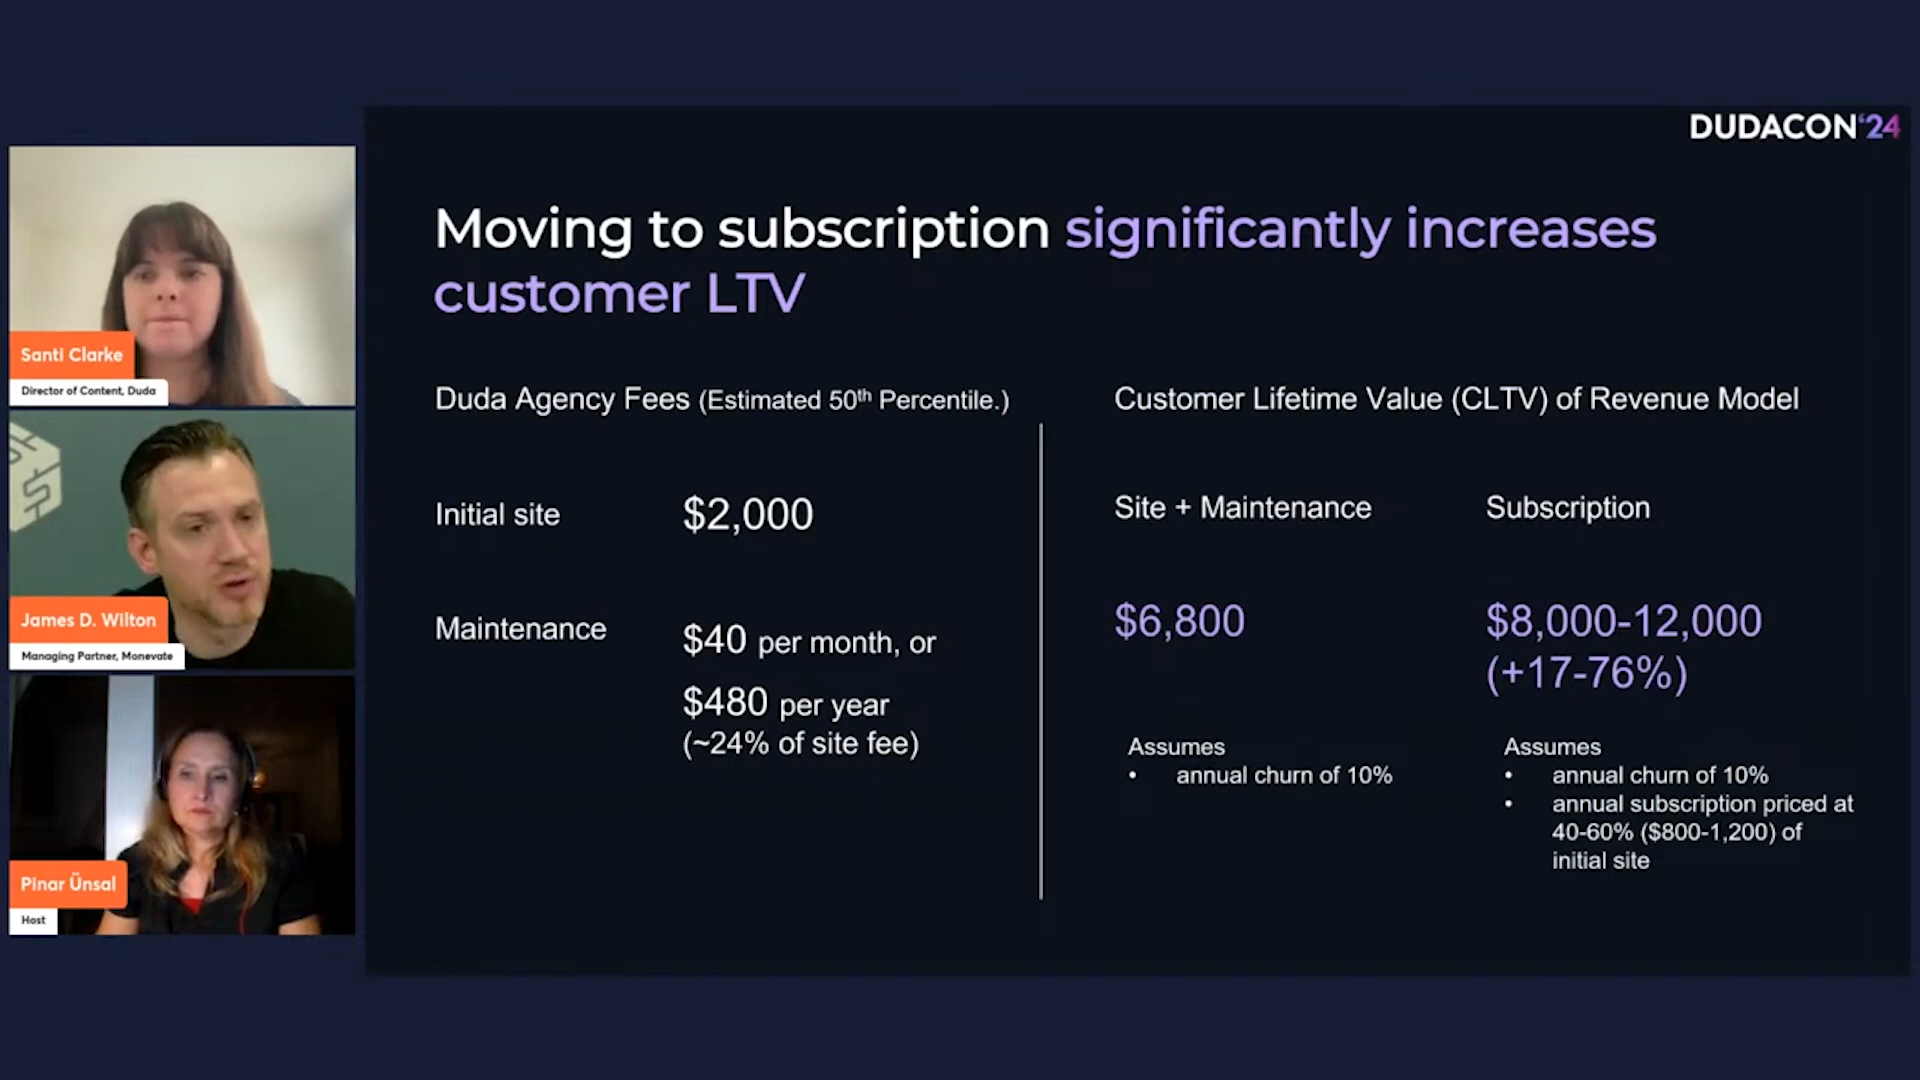 DUDACON'24
Moving to subscription significantly increases
customer LTV
Duda Agency Fees (Estimated 50th Percentile.)
Initial site
$2,000
Maintenance
$40 per month, or
$480 per year
(~24% of site fee)
Customer Lifetime Value (CLTV) of Revenue Model
Site + Maintenance
$6,800
Assumes
• annual churn of 10%
Subscription
$8,000-12,000
(+17-76%)
Assumes
• annual churn of 10%
• annual subscription priced at
40-60% ($800-1,200) of
initial site
Santi Clarke
Director of Content, Duda
James D. Wilton
Managing Partner, Monevate
Pinar Ünsal
Host